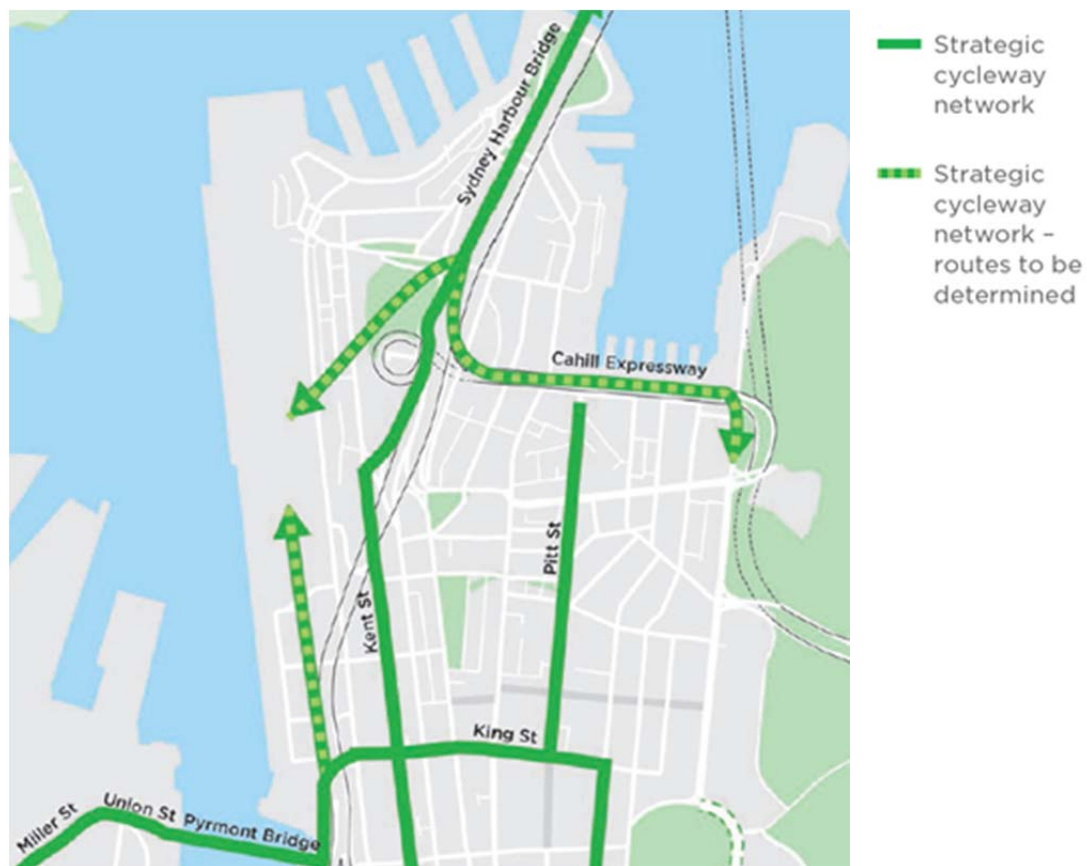 Sydney Harbour Bridge
Cahill Expressway
Pitt St
Kent St
King St
Miller St
Union St
Pyrmont Bridge
Strategic
cycleway
network
Strategic
cycleway
network –
routes to be
determined